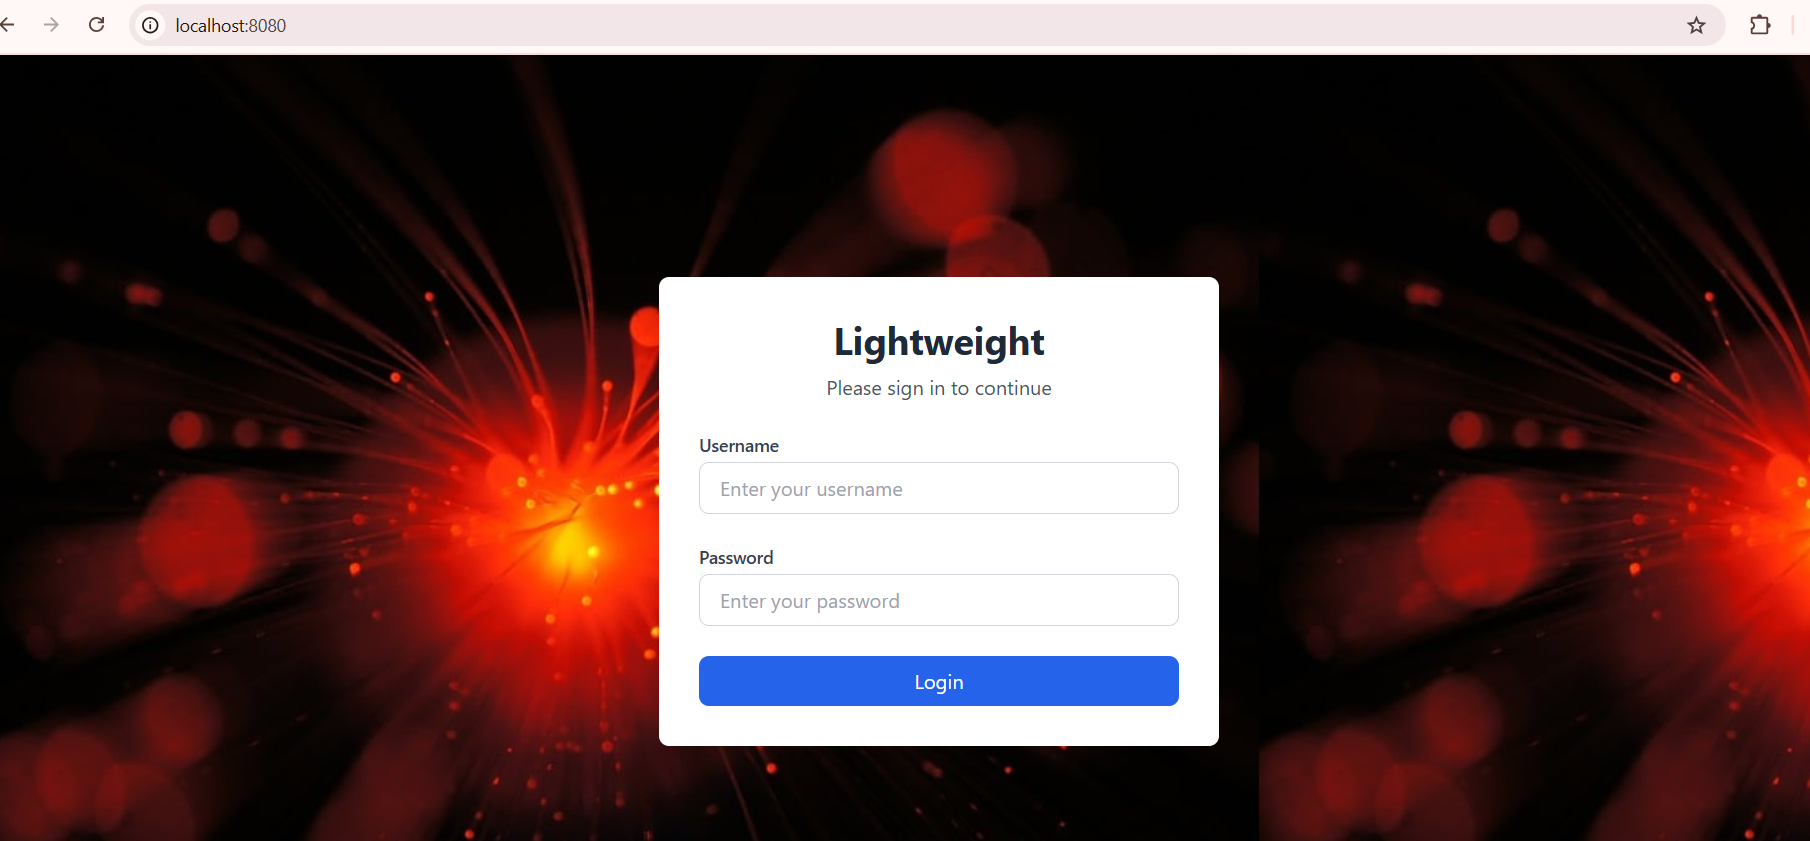 localhost:8080
Lightweight
Please sign in to continue
Username
Enter your username
Password
Enter your password
Login